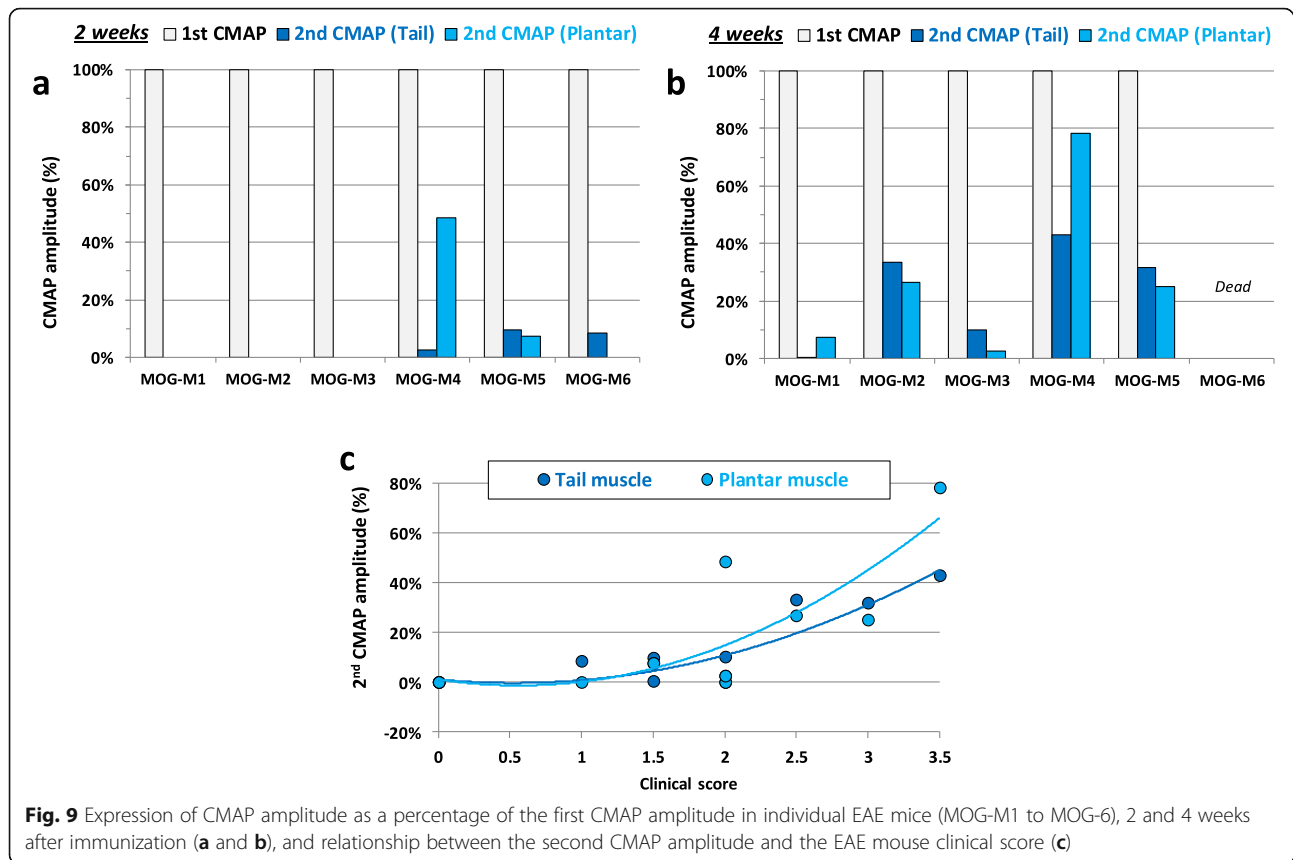 2 weeks 1st CMAP 2nd CMAP (Tail) 2nd CMAP (Plantar)
a
CMAP amplitude (%)
100%
80%
60%
40%
20%
0%
MOG-M1 MOG-M2 MOG-M3 MOG-M4 MOG-M5 MOG-M6
4 weeks 1st CMAP 2nd CMAP (Tail) 2nd CMAP (Plantar)
b
CMAP amplitude (%)
100%
80%
60%
40%
20%
0%
Dead
MOG-M1 MOG-M2 MOG-M3 MOG-M4 MOG-M5 MOG-M6
c
Tail muscle Plantar muscle
2nd CMAP amplitude (%)
80%
60%
40%
20%
0%
-20%
0 0.5 1 1.5 2 2.5 3 3.5
Clinical score
Fig. 9 Expression of CMAP amplitude as a percentage of the first CMAP amplitude in individual EAE mice (MOG-M1 to MOG-6), 2 and 4 weeks
after immunization (a and b), and relationship between the second CMAP amplitude and the EAE mouse clinical score (c)